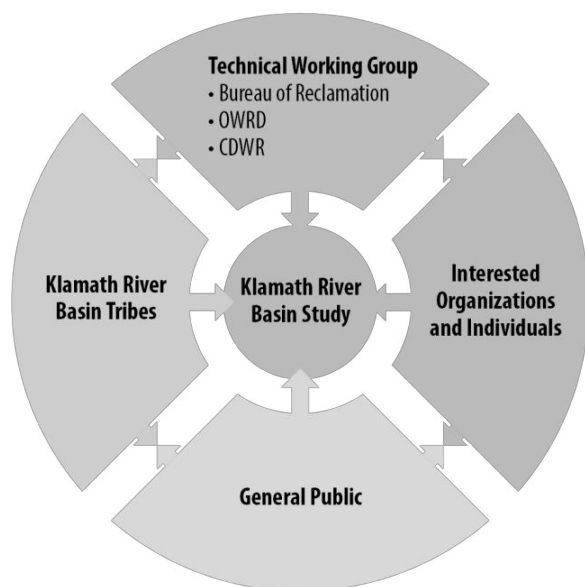 Technical Working Group
• Bureau of Reclamation
• OWRD
• CDWR
Klamath River
Basin Tribes
Klamath River
Basin Study
Interested
Organizations
and Individuals
General Public